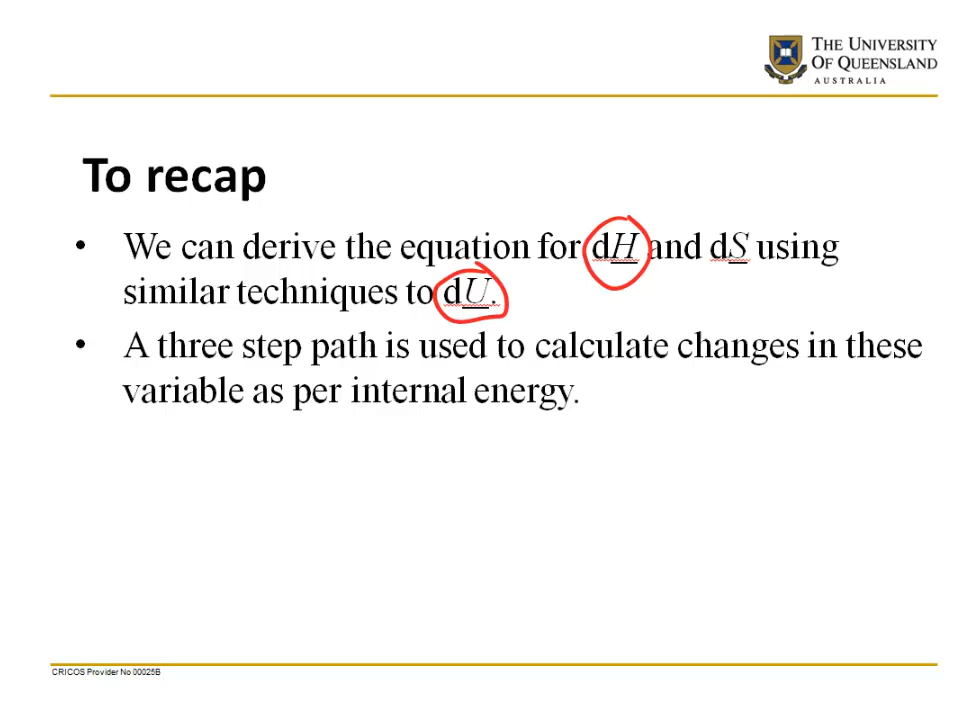 THE UNIVERSITY
OF QUEENSLAND
AUSTRALIA
To recap
• We can derive the equation for dH and dS using
similar techniques to dU.
• A three step path is used to calculate changes in these
variable as per internal energy.
CRICOS Provider No 00025B